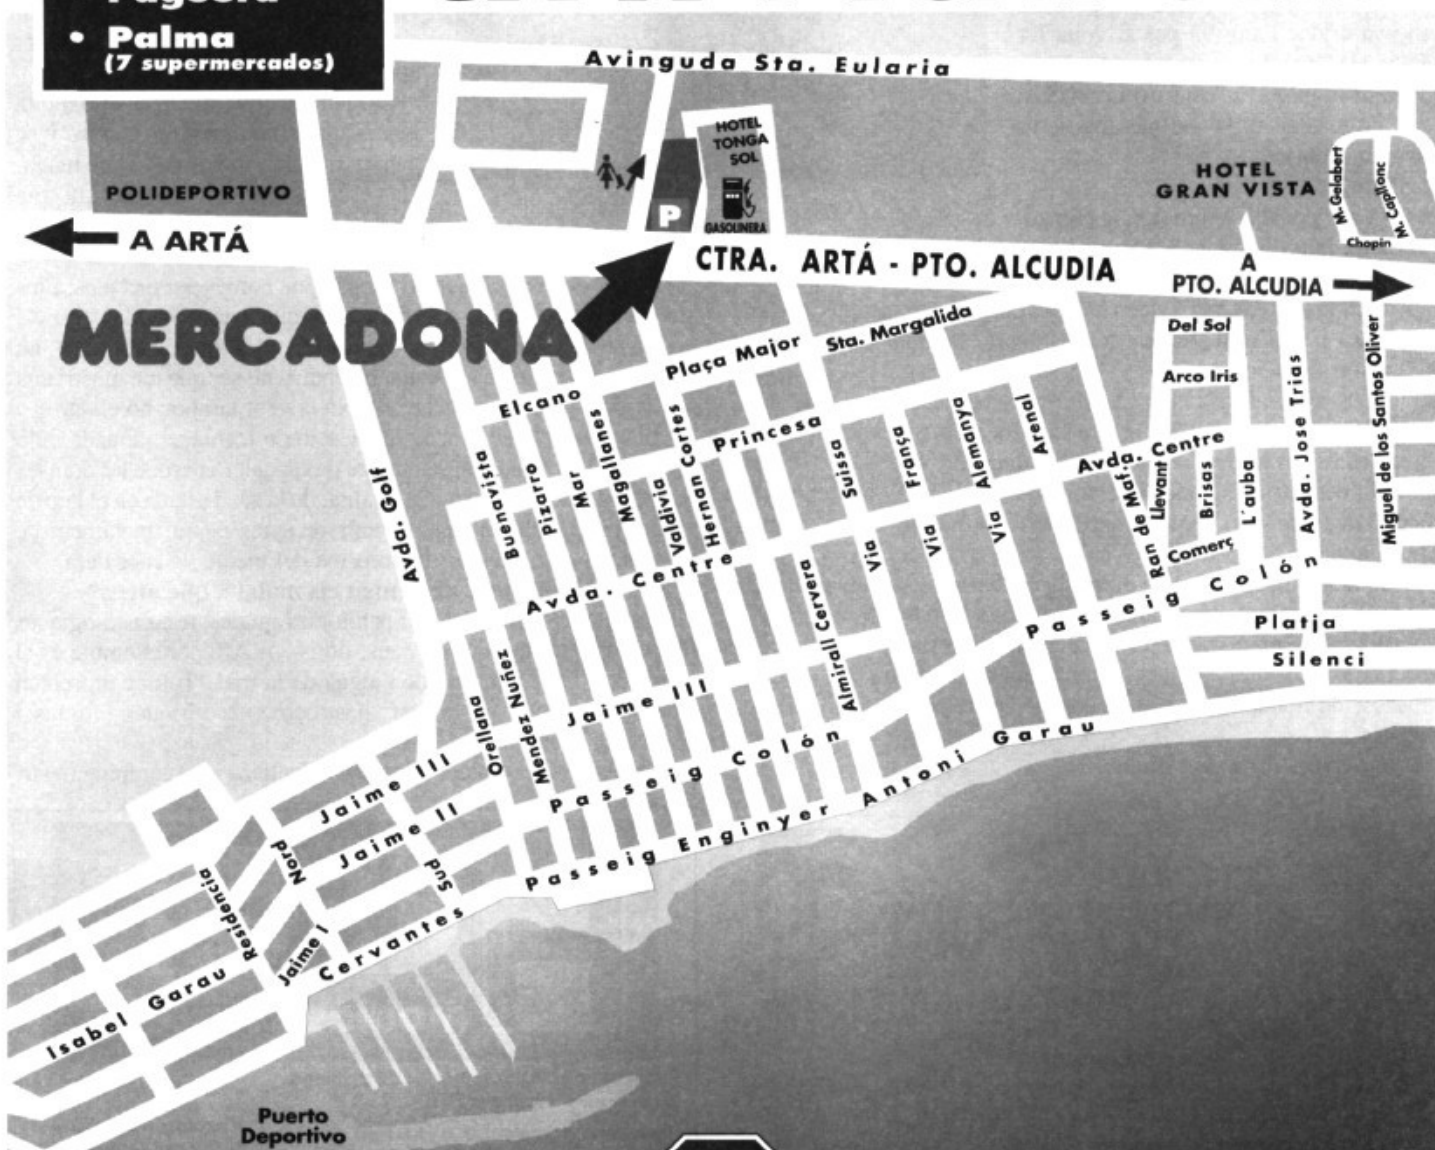 • Palma
(7 supermercados)
Avinguda Sta. Eularia
HOTEL
TONGA
SOL
POLIDEPORTIVO
P
GASOLINERA
HOTEL
GRAN VISTA
M. Gelabert
M. Capllonc
Chopin
A ARTÁ
CTRA. ARTÁ - PTO. ALCUDIA
A
PTO. ALCUDIA
MERCADONA
Plaça Major
Sta. Margalida
Del Sol
Elcano
Arco Iris
Princesa
Avda. Golf
Buenavista
Pizarro
Mar
Magallanes
Valdivia
Hernan Cortes
Suissa
França
Alemanya
Arenal
Avda. Centre
Ran de Mar
Llevant
Brisas
L'auba
Avda. Jose Trias
Miguel de los Santos Oliver
Comerç
Avda. Centre
Almirall Cervera
Via
Via
Via
Passeig Colón
Platja
Silenci
Orellana
Mendez Nuñez
Jaime III
Passeig Colón
Jaime III
Jaime II
Passeig Enginyer Antoni Garau
Nord
Sud
Residencia
Jaime I
Cervantes
Isabel Garau
Puerto
Deportivo